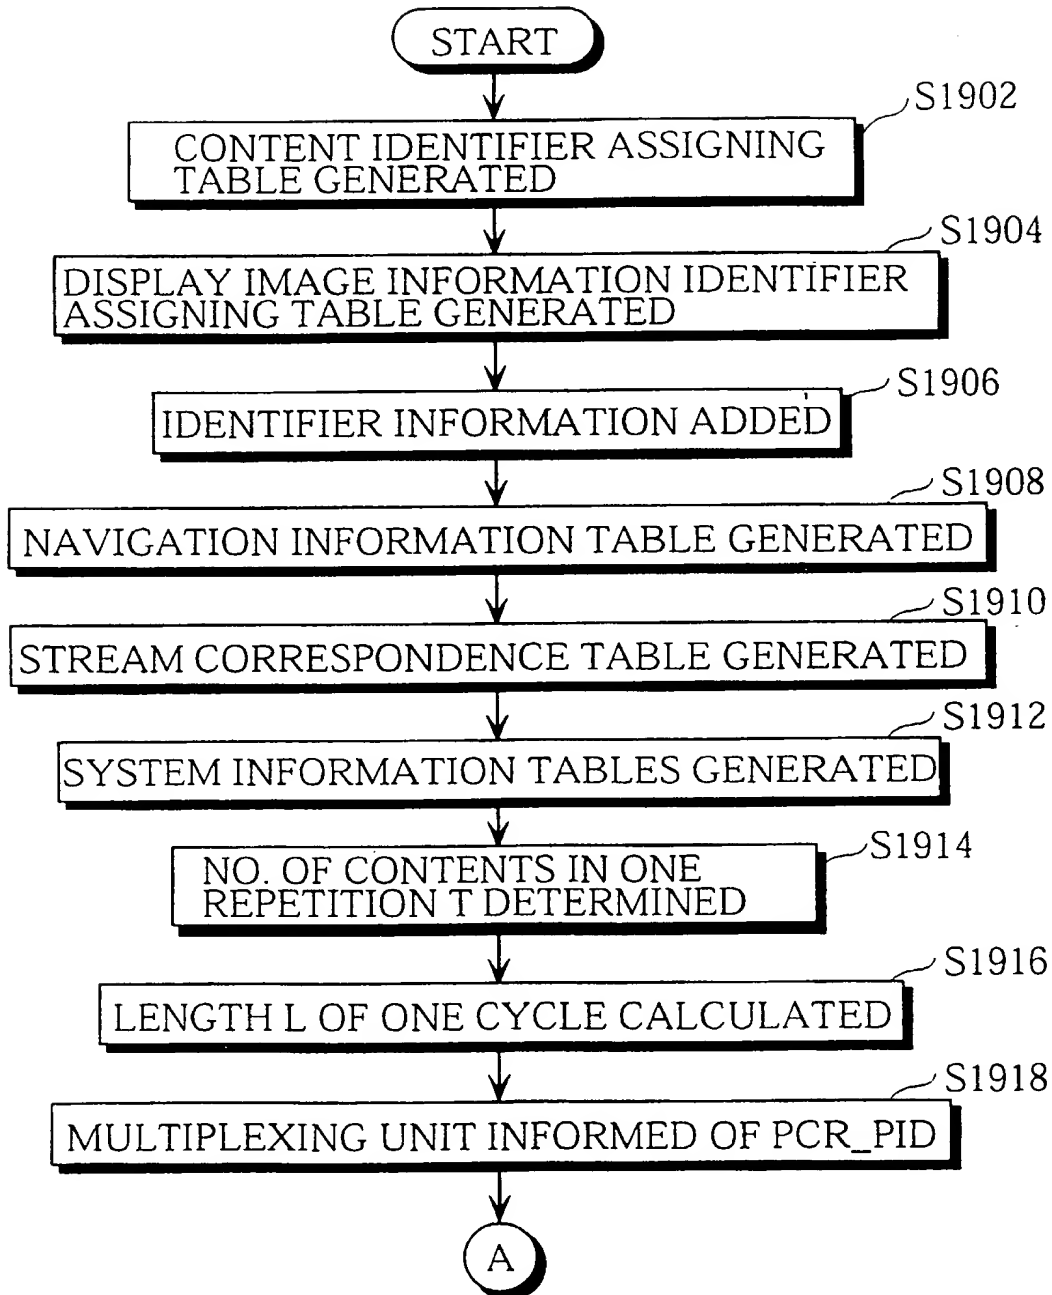 START
S1902
CONTENT IDENTIFIER ASSIGNING
TABLE GENERATED
S1904
DISPLAY IMAGE INFORMATION IDENTIFIER
ASSIGNING TABLE GENERATED
S1906
IDENTIFIER INFORMATION ADDED
S1908
NAVIGATION INFORMATION TABLE GENERATED
S1910
STREAM CORRESPONDENCE TABLE GENERATED
S1912
SYSTEM INFORMATION TABLES GENERATED
S1914
NO. OF CONTENTS IN ONE
REPETITION T DETERMINED
S1916
LENGTH L OF ONE CYCLE CALCULATED
S1918
MULTIPLEXING UNIT INFORMED OF PCR_PID
A